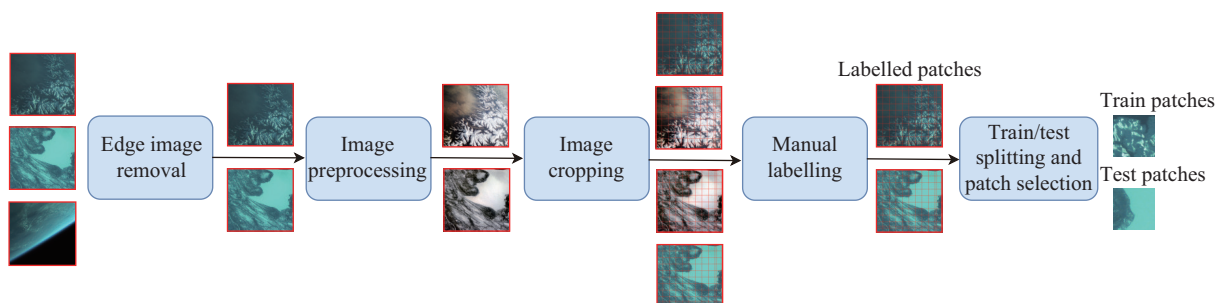 Edge image
removal
Image
preprocessing
Image
cropping
Manual
labelling
Labelled patches
Train/test
splitting and
patch selection
Train patches
Test patches